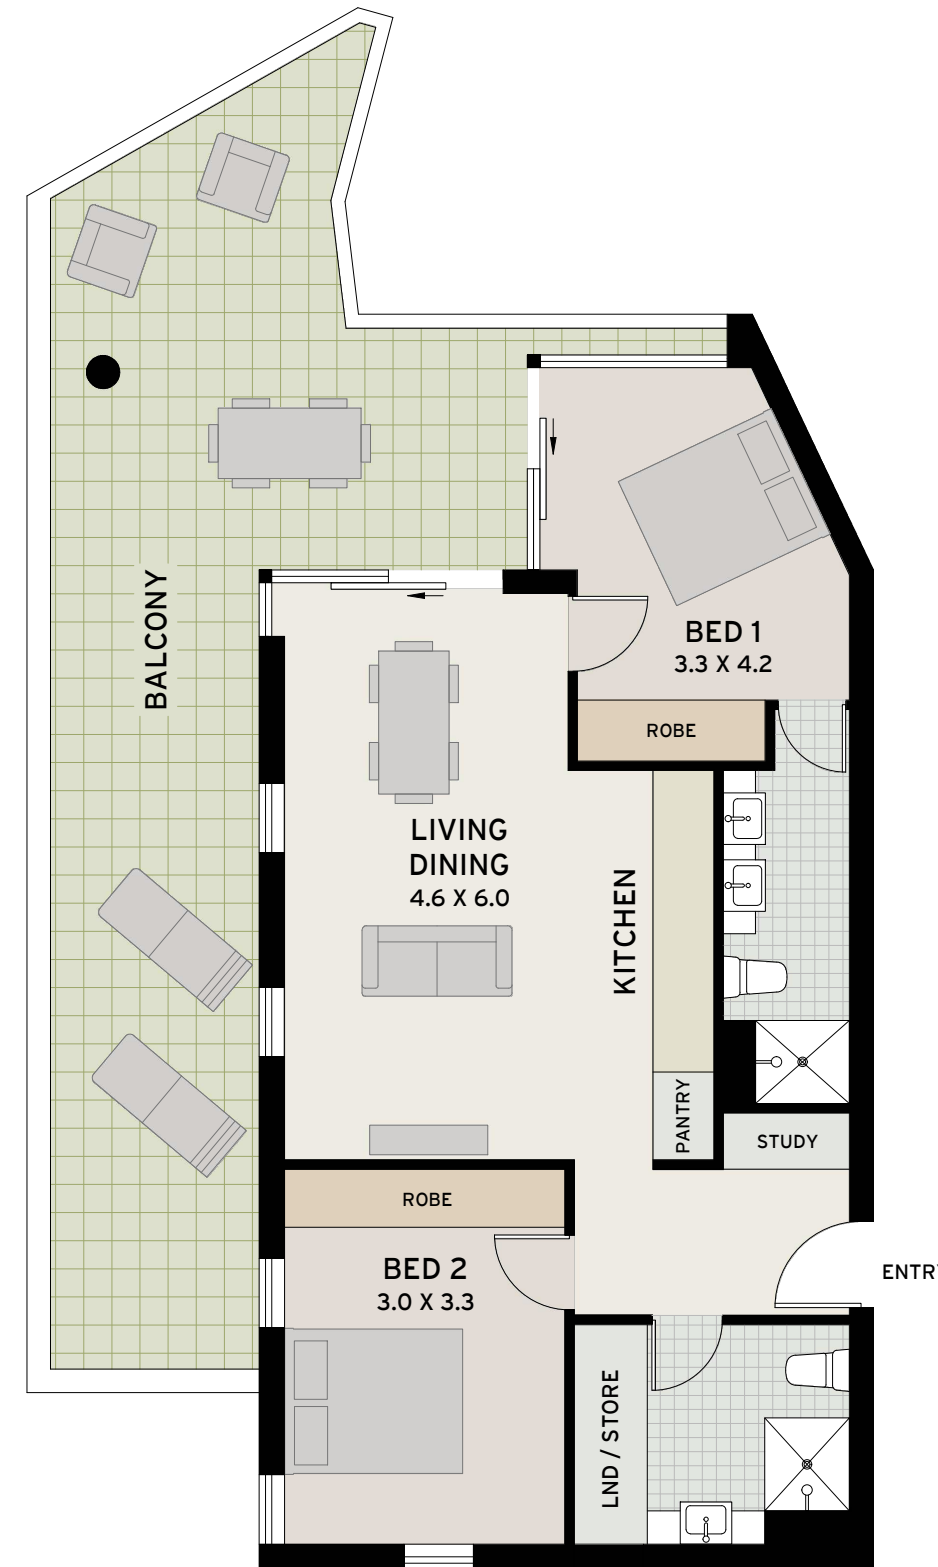 BALCONY
BED 1
3.3 X 4.2
ROBE
LIVING
DINING
4.6 X 6.0
KITCHEN
PANTRY
STUDY
ROBE
BED 2
3.0 X 3.3
ENTR
LND / STORE